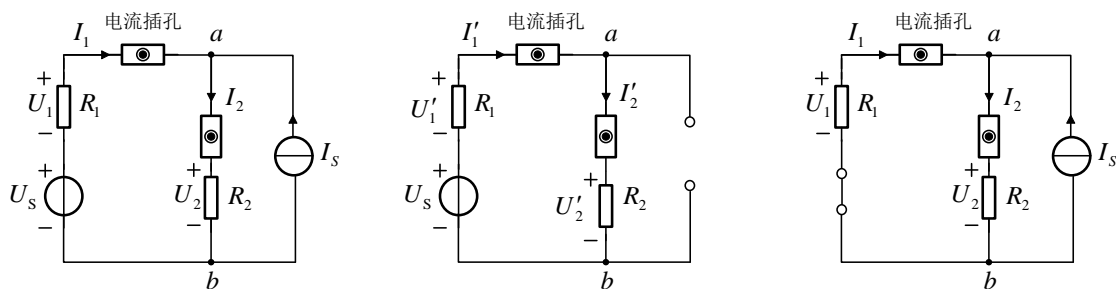 电流插孔
I₁ a
U₁ + − R₁ I₂
U_S + − U₂ + − R₂ I_S
b
电流插孔
I₁′ a
U₁′ + − R₁ I₂′
U_S + − U₂′ + − R₂
b
电流插孔
I₁ a
U₁ + − R₁ I₂
U₂ + − R₂ I_S
b